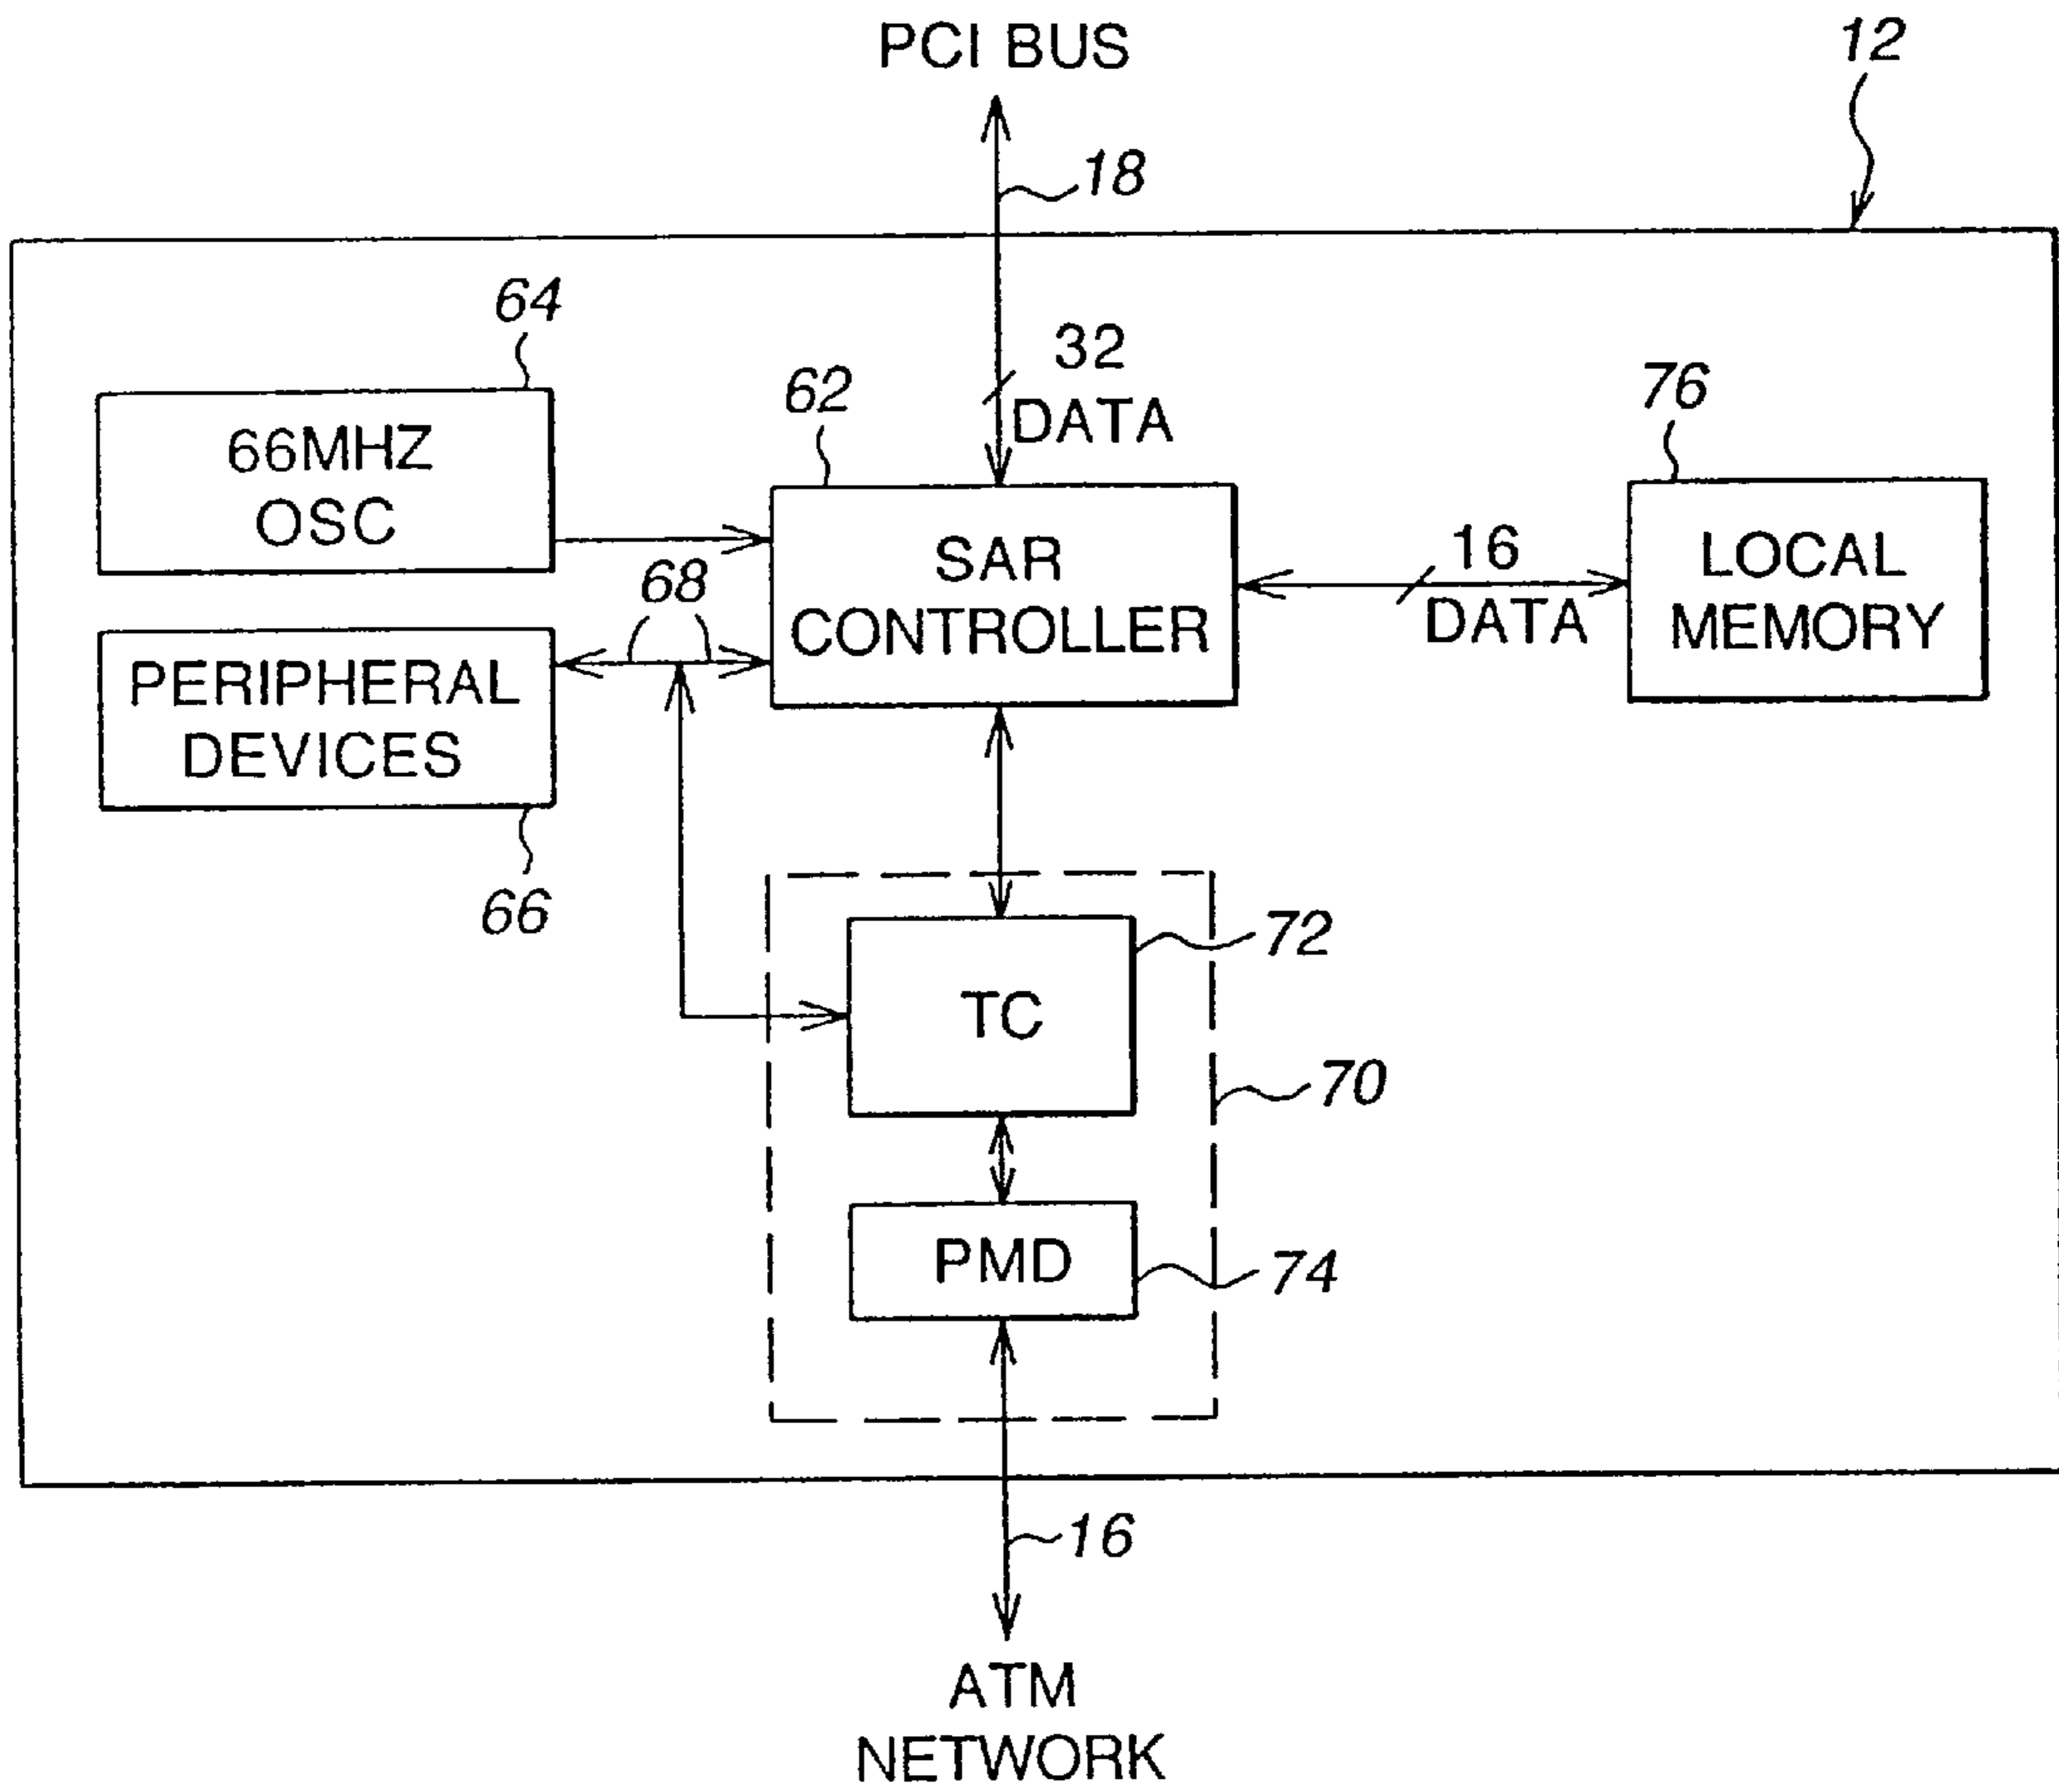 PCI BUS
12
18
64
32
DATA
62
76
66MHZ
OSC
68
SAR
CONTROLLER
16
DATA
LOCAL
MEMORY
PERIPHERAL
DEVICES
66
72
TC
70
PMD
74
16
ATM
NETWORK